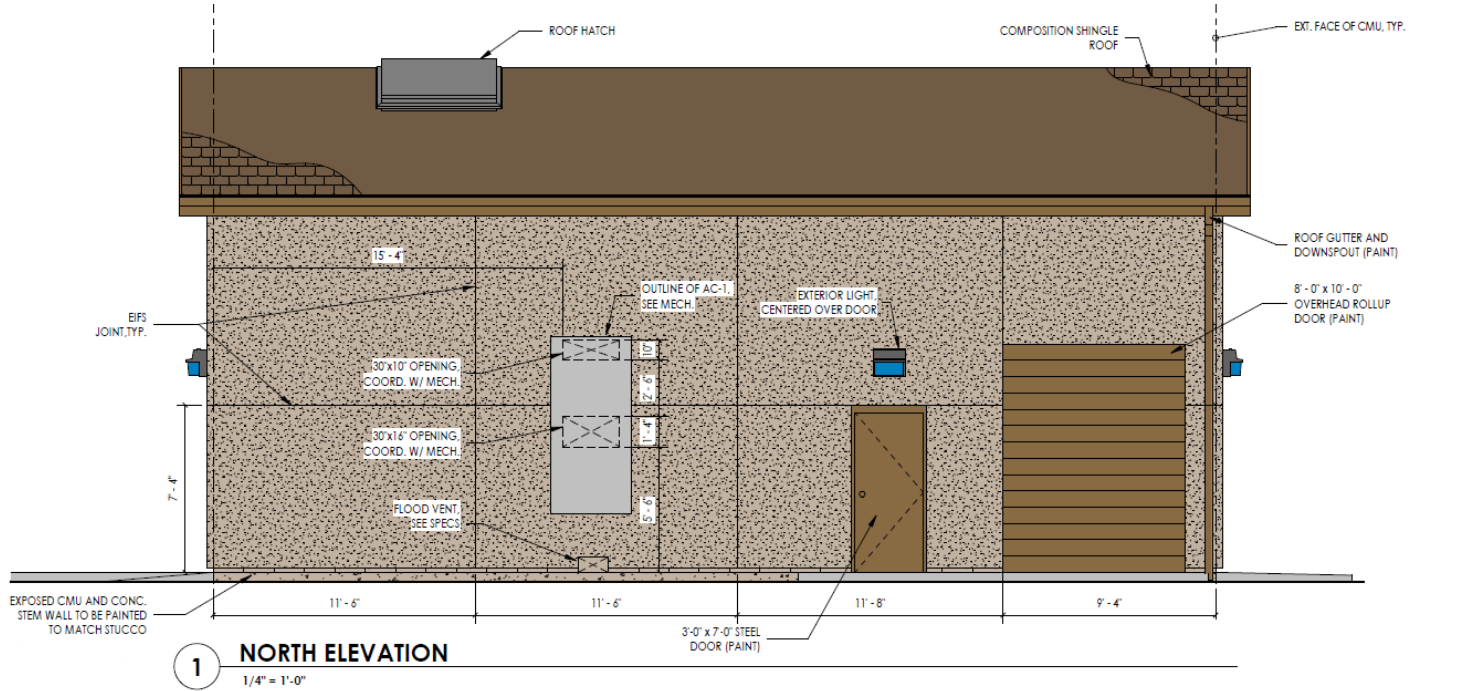 ROOF HATCH
COMPOSITION SHINGLE
ROOF
EXT. FACE OF CMU, TYP.
ROOF GUTTER AND
DOWNSPOUT (PAINT)
8' - 0" x 10' - 0"
OVERHEAD ROLLUP
DOOR (PAINT)
15' - 4"
OUTLINE OF AC-1,
SEE MECH.
EXTERIOR LIGHT,
CENTERED OVER DOOR
EIFS
JOINT,TYP.
30"x10" OPENING,
COORD. W/ MECH.
10"
2' - 6"
30"x16" OPENING,
COORD. W/ MECH.
1' - 4"
7' - 4"
FLOOD VENT,
SEE SPECS
5' - 6"
EXPOSED CMU AND CONC.
STEM WALL TO BE PAINTED
TO MATCH STUCCO
11' - 6"
11' - 6"
11' - 8"
9' - 4"
3'-0" x 7'-0" STEEL
DOOR (PAINT)
1
NORTH ELEVATION
1/4" = 1'-0"